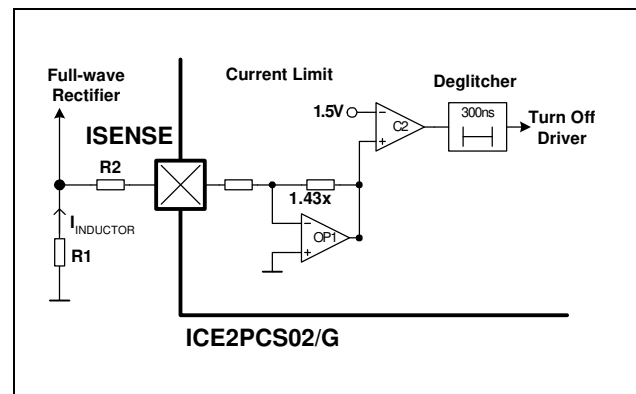 Full-wave
Rectifier
Current Limit
Deglitcher
ISENSE
1.5V
C2
300ns
Turn Off
Driver
R2
1.43x
IINDUCTOR
R1
OP1
ICE2PCS02/G